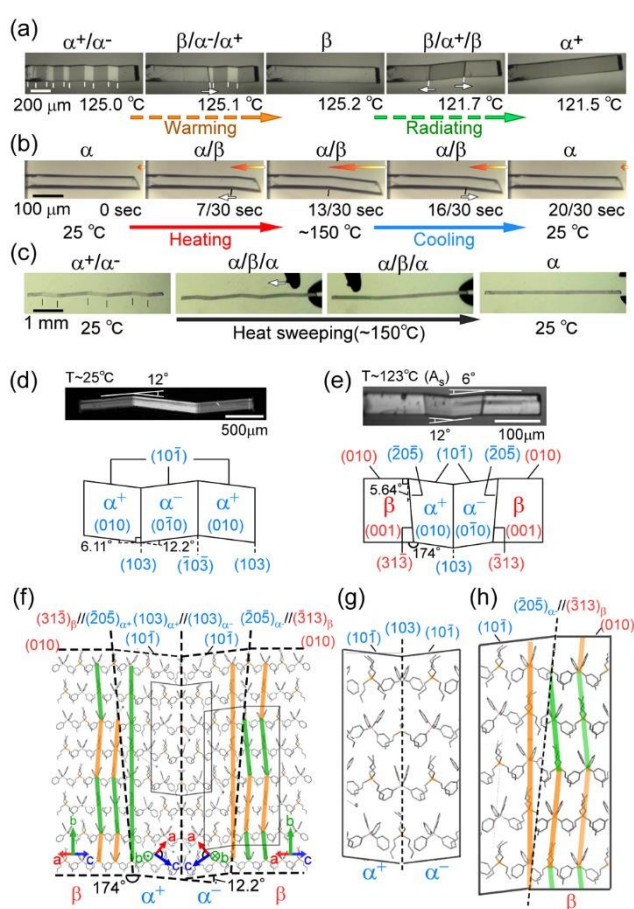 (a)
α⁺/α⁻ β/α⁻/α⁺ β β/α⁺/β α⁺
200 μm 125.0 ℃ 125.1 ℃ 125.2 ℃ 121.7 ℃ 121.5 ℃
Warming Radiating
(b)
α α/β α/β α/β α
100 μm 0 sec 7/30 sec 13/30 sec 16/30 sec 20/30 sec
25 ℃ Heating ~150 ℃ Cooling 25 ℃
(c)
α⁺/α⁻ α/β/α α/β/α α
1 mm 25 ℃ Heat sweeping(~150℃) 25 ℃
(d)
T~25℃ 12°
500μm
(101̄)
α⁺ α⁻ α⁺
(010) (01̄0) (010)
6.11° 12.2°
(103) (1̄03̄) (103)
(e)
T~123℃ (Aₛ) 6°
12° 100μm
(010) (2̄05̄) (101̄) (2̄05̄) (010)
5.64°
β α⁺ α⁻ β
(001) (010) (01̄0) (001)
174°
(313̄) (103) (3̄13)
(f)
(313̄)β//(2̄05̄)α⁺ (103)α⁺//(103)α⁻ (2̄05̄)α⁻//(3̄13)β
(010) (101̄) (101̄) (010)
b a a b
a c b c c b a c
174° 12.2°
β α⁺ α⁻ β
(g)
(103)
(101̄) (101̄)
α⁺ α⁻
(h)
(2̄05̄)α⁻//(3̄13)β
(101̄) (010)
β